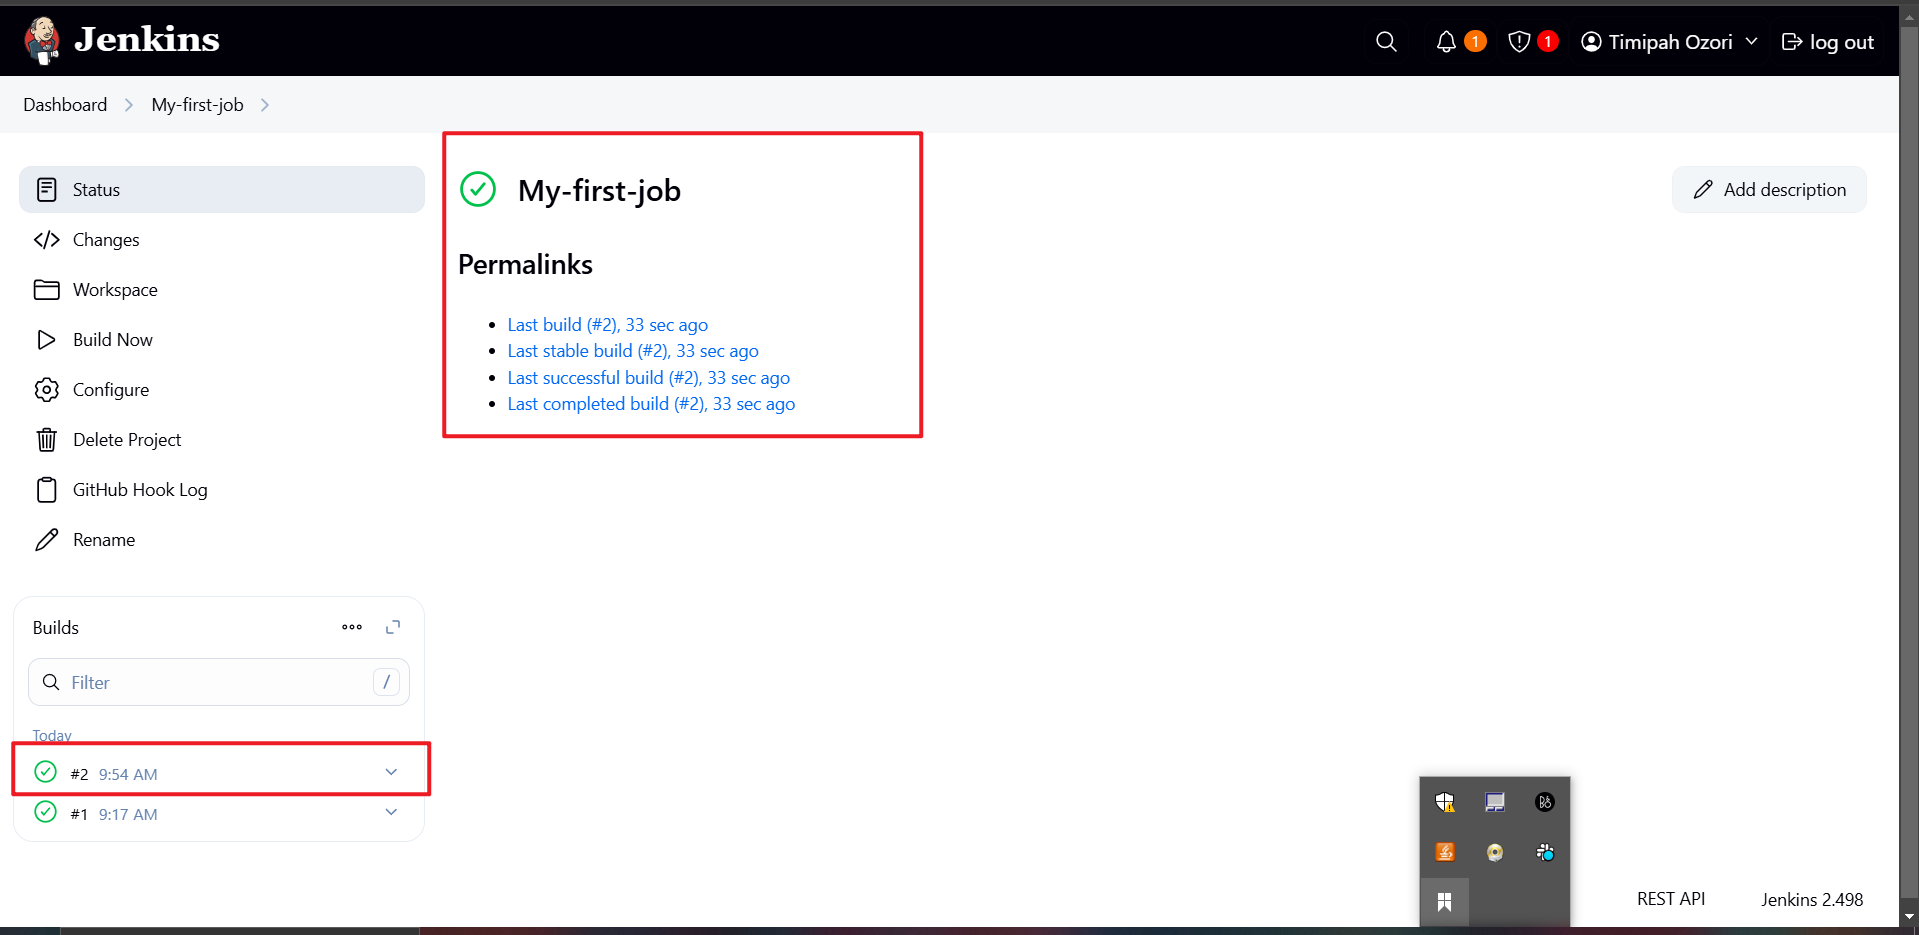 Jenkins
1
1
Timipah Ozori
log out
Dashboard
My-first-job
Status
Changes
Workspace
Build Now
Configure
Delete Project
GitHub Hook Log
Rename
My-first-job
Add description
Permalinks
Last build (#2), 33 sec ago
Last stable build (#2), 33 sec ago
Last successful build (#2), 33 sec ago
Last completed build (#2), 33 sec ago
Builds
Filter /
Today
#2 9:54 AM
#1 9:17 AM
REST API
Jenkins 2.498